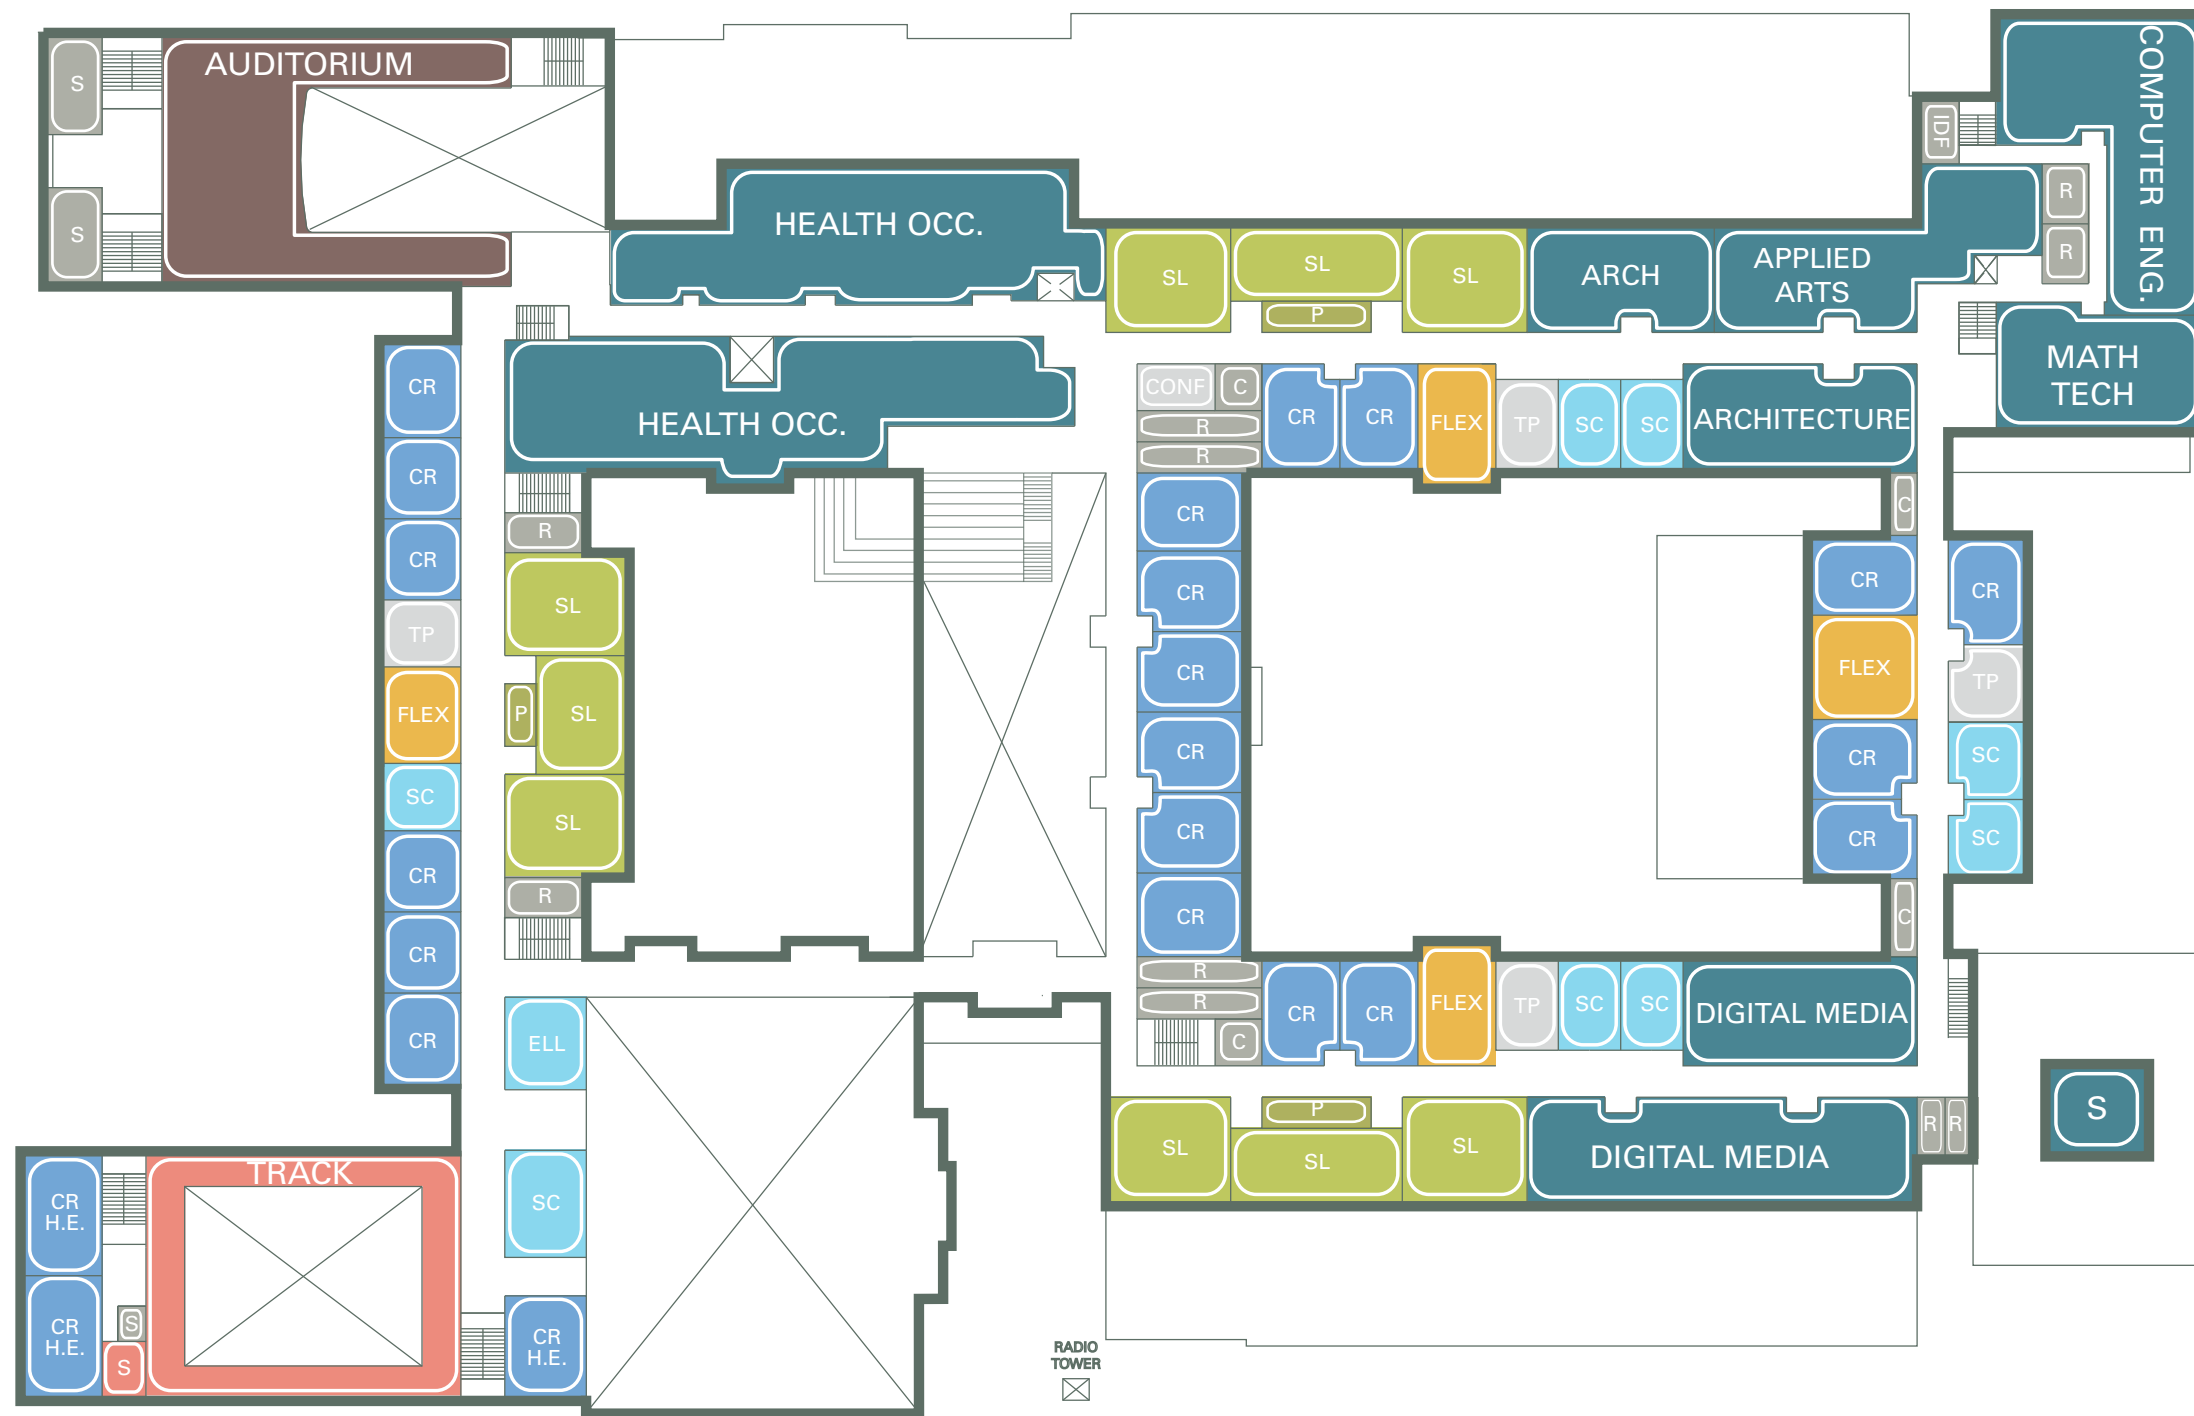 AUDITORIUM
S
S
HEALTH OCC.
HEALTH OCC.
SL
SL
SL
P
ARCH
APPLIED
ARTS
IDF
R
R
COMPUTER ENG.
MATH
TECH
CONF
C
R
R
CR
CR
FLEX
TP
SC
SC
ARCHITECTURE
C
CR
CR
CR
TP
FLEX
SC
CR
CR
CR
R
SL
P
SL
SL
R
CR
CR
CR
CR
CR
CR
CR
FLEX
CR
CR
C
CR
TP
SC
SC
R
R
C
CR
CR
FLEX
TP
SC
SC
DIGITAL MEDIA
ELL
SC
CR
H.E.
SL
P
SL
SL
DIGITAL MEDIA
R
R
S
TRACK
CR
H.E.
CR
H.E.
S
S
RADIO
TOWER